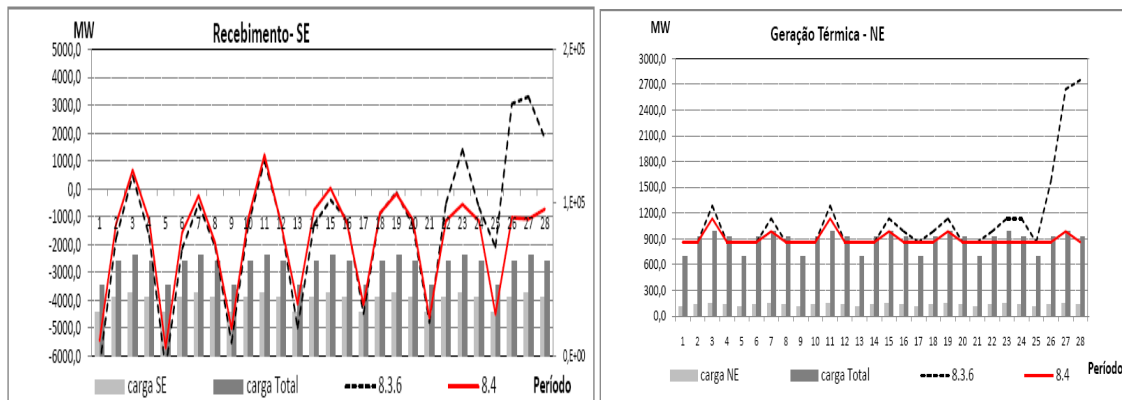 MW
Recebimento- SE
5000,0
4000,0
3000,0
2000,0
1000,0
0,0
-1000,0
-2000,0
-3000,0
-4000,0
-5000,0
-6000,0
2,E+05
1,E+05
0,E+00
1 2 3 4 5 6 7 8 9 10 11 12 13 14 15 16 17 18 19 20 21 22 23 24 25 26 27 28
carga SE carga Total 8.3.6 8.4 Período
MW
Geração Térmica - NE
3000,0
2700,0
2400,0
2100,0
1800,0
1500,0
1200,0
900,0
600,0
300,0
0,0
1 2 3 4 5 6 7 8 9 10 11 12 13 14 15 16 17 18 19 20 21 22 23 24 25 26 27 28
carga NE carga Total 8.3.6 8.4 Período